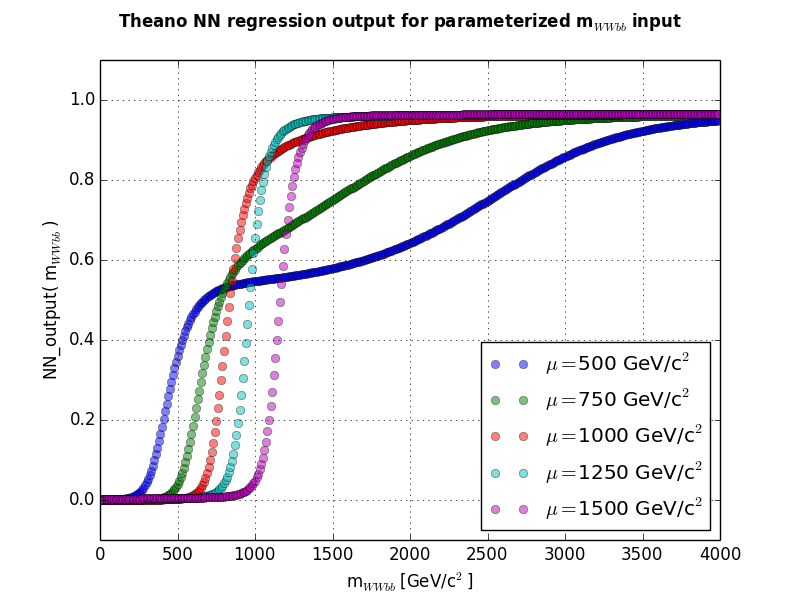 Theano NN regression output for parameterized m_WWbb input
NN_output( m_WWbb )
1.0
0.8
0.6
0.4
0.2
0.0
0 500 1000 1500 2000 2500 3000 3500 4000
m_WWbb [GeV/c² ]
μ=500 GeV/c²
μ=750 GeV/c²
μ=1000 GeV/c²
μ=1250 GeV/c²
μ=1500 GeV/c²